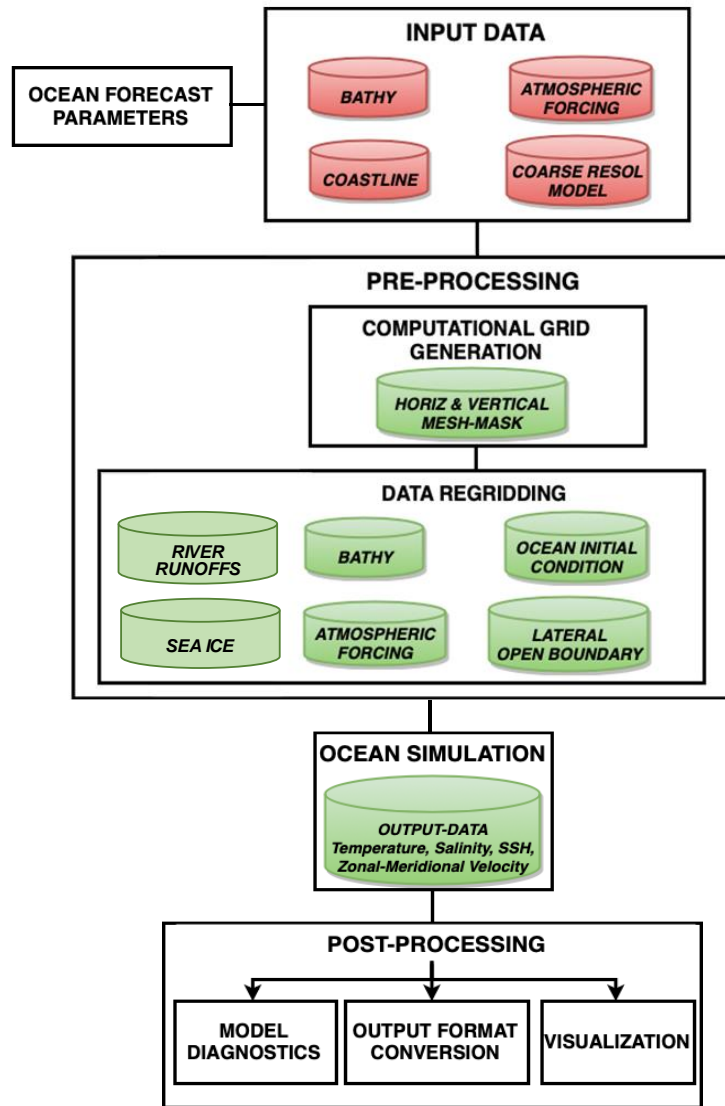 INPUT DATA
OCEAN FORECAST
PARAMETERS
BATHY
ATMOSPHERIC
FORCING
COASTLINE
COARSE RESOL
MODEL
PRE-PROCESSING
COMPUTATIONAL GRID
GENERATION
HORIZ & VERTICAL
MESH-MASK
DATA REGRIDDING
RIVER
RUNOFFS
BATHY
OCEAN INITIAL
CONDITION
SEA ICE
ATMOSPHERIC
FORCING
LATERAL
OPEN BOUNDARY
OCEAN SIMULATION
OUTPUT-DATA
Temperature, Salinity, SSH,
Zonal-Meridional Velocity
POST-PROCESSING
MODEL
DIAGNOSTICS
OUTPUT FORMAT
CONVERSION
VISUALIZATION